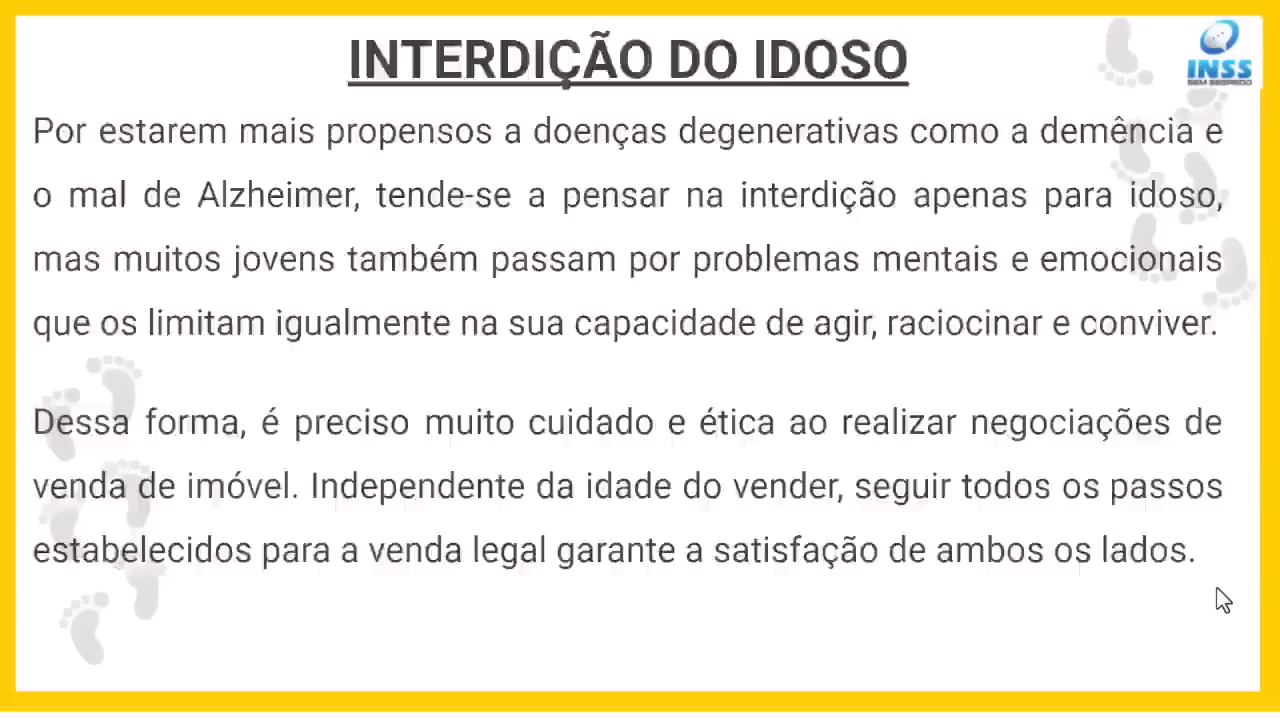 INTERDIÇÃO DO IDOSO
INSS
SEM SEGREDO
Por estarem mais propensos a doenças degenerativas como a demência e
o mal de Alzheimer, tende-se a pensar na interdição apenas para idoso,
mas muitos jovens também passam por problemas mentais e emocionais
que os limitam igualmente na sua capacidade de agir, raciocinar e conviver.
Dessa forma, é preciso muito cuidado e ética ao realizar negociações de
venda de imóvel. Independente da idade do vender, seguir todos os passos
estabelecidos para a venda legal garante a satisfação de ambos os lados.